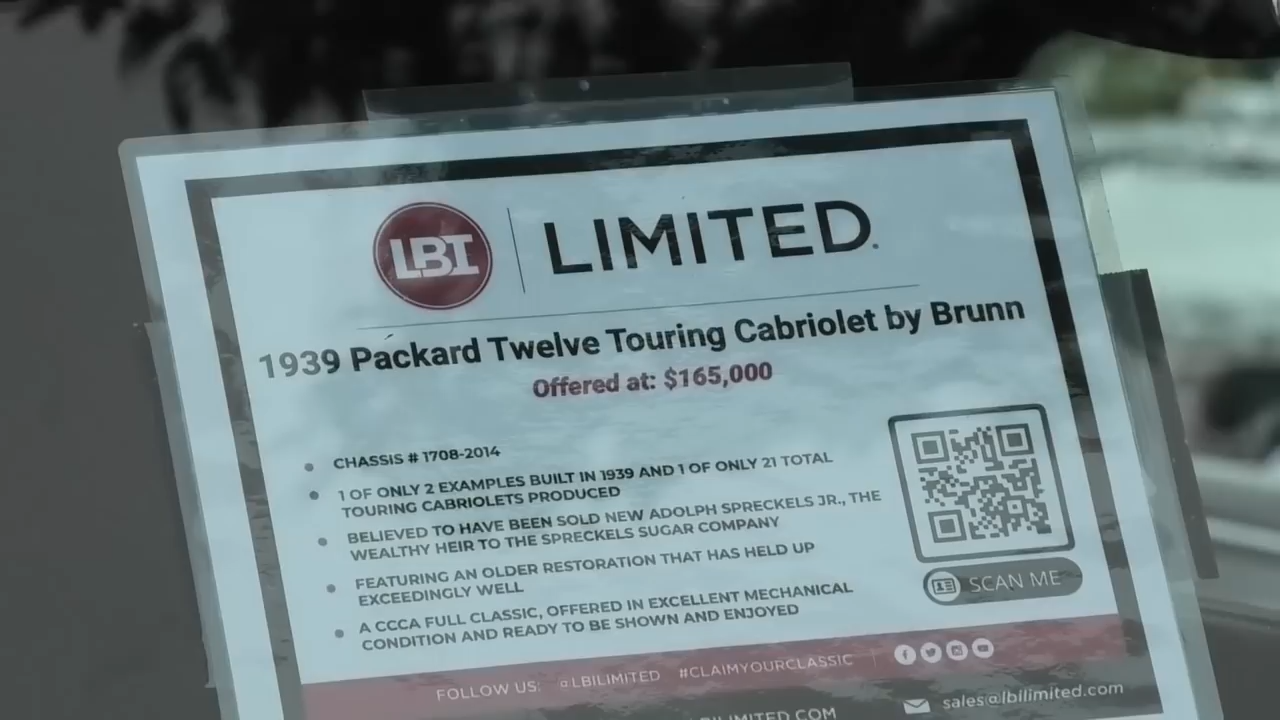 LBI LIMITED.
1939 Packard Twelve Touring Cabriolet by Brunn
Offered at: $165,000
• CHASSIS # 1708-2014
• 1 OF ONLY 2 EXAMPLES BUILT IN 1939 AND 1 OF ONLY 21 TOTAL
TOURING CABRIOLETS PRODUCED
• BELIEVED TO HAVE BEEN SOLD NEW ADOLPH SPRECKELS JR., THE
WEALTHY HEIR TO THE SPRECKELS SUGAR COMPANY
• FEATURING AN OLDER RESTORATION THAT HAS HELD UP
EXCEEDINGLY WELL
• A CCCA FULL CLASSIC, OFFERED IN EXCELLENT MECHANICAL
CONDITION AND READY TO BE SHOWN AND ENJOYED
SCAN ME
FOLLOW US: @LBILIMITED #CLAIMYOURCLASSIC
sales@lbilimited.com
BILIMITED.COM